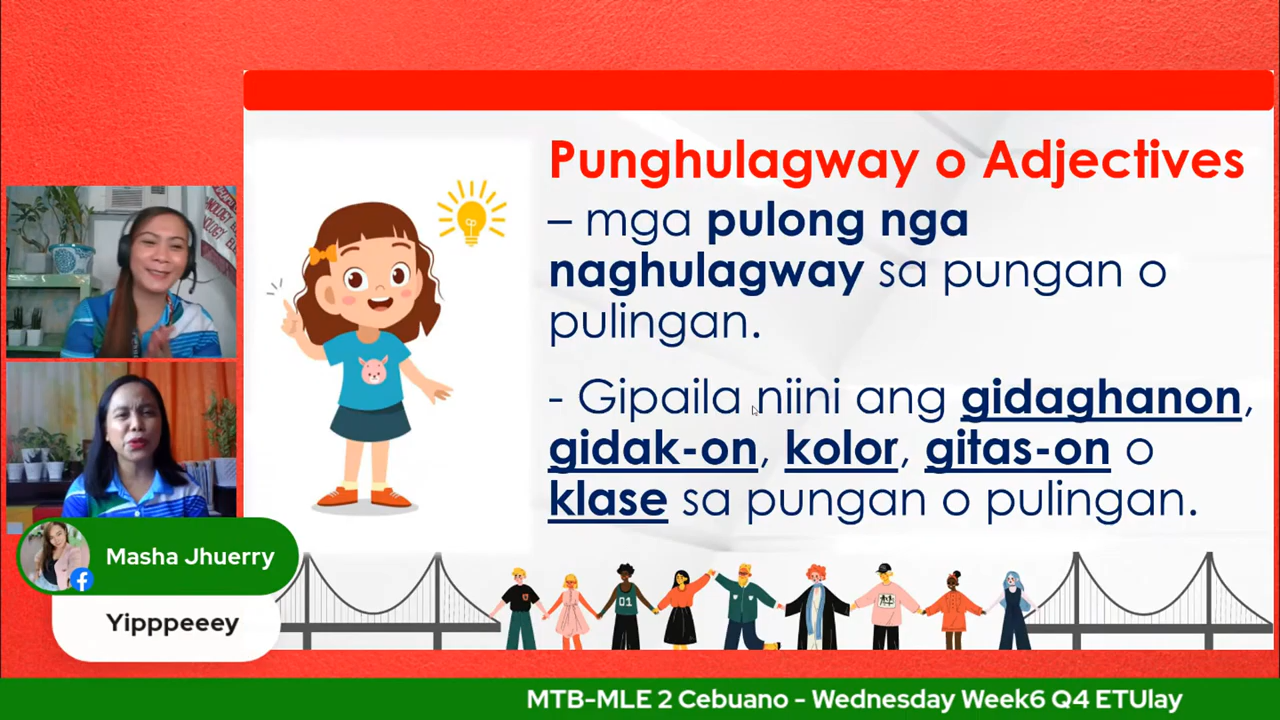 Punghulagway o Adjectives
– mga pulong nga
naghulagway sa pungan o
pulingan.
- Gipaila niini ang gidaghanon,
gidak-on, kolor, gitas-on o
klase sa pungan o pulingan.
01
Masha Jhuerry
Yipppeeey
MTB-MLE 2 Cebuano - Wednesday Week6 Q4 ETUlay